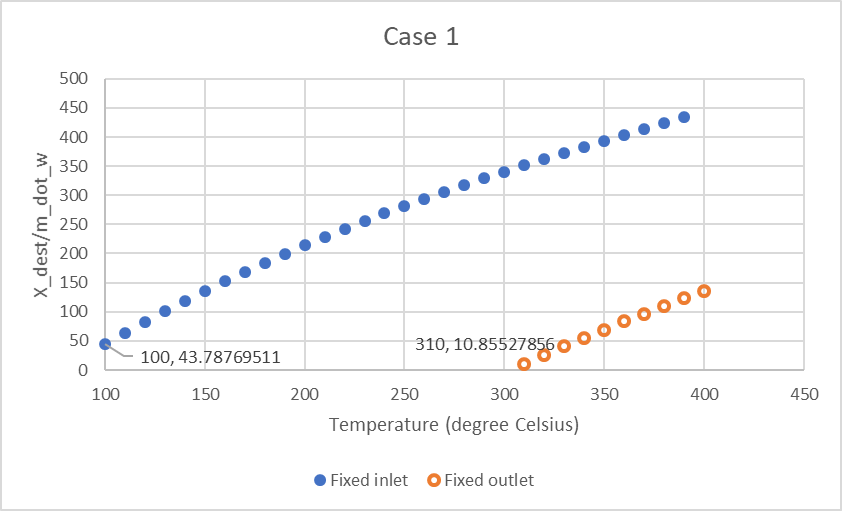 Case 1
X_dest/m_dot_w
500
450
400
350
300
250
200
150
100
50
0
310, 10.85527856
100, 43.78769511
100 150 200 250 300 350 400 450
Temperature (degree Celsius)
Fixed inlet Fixed outlet